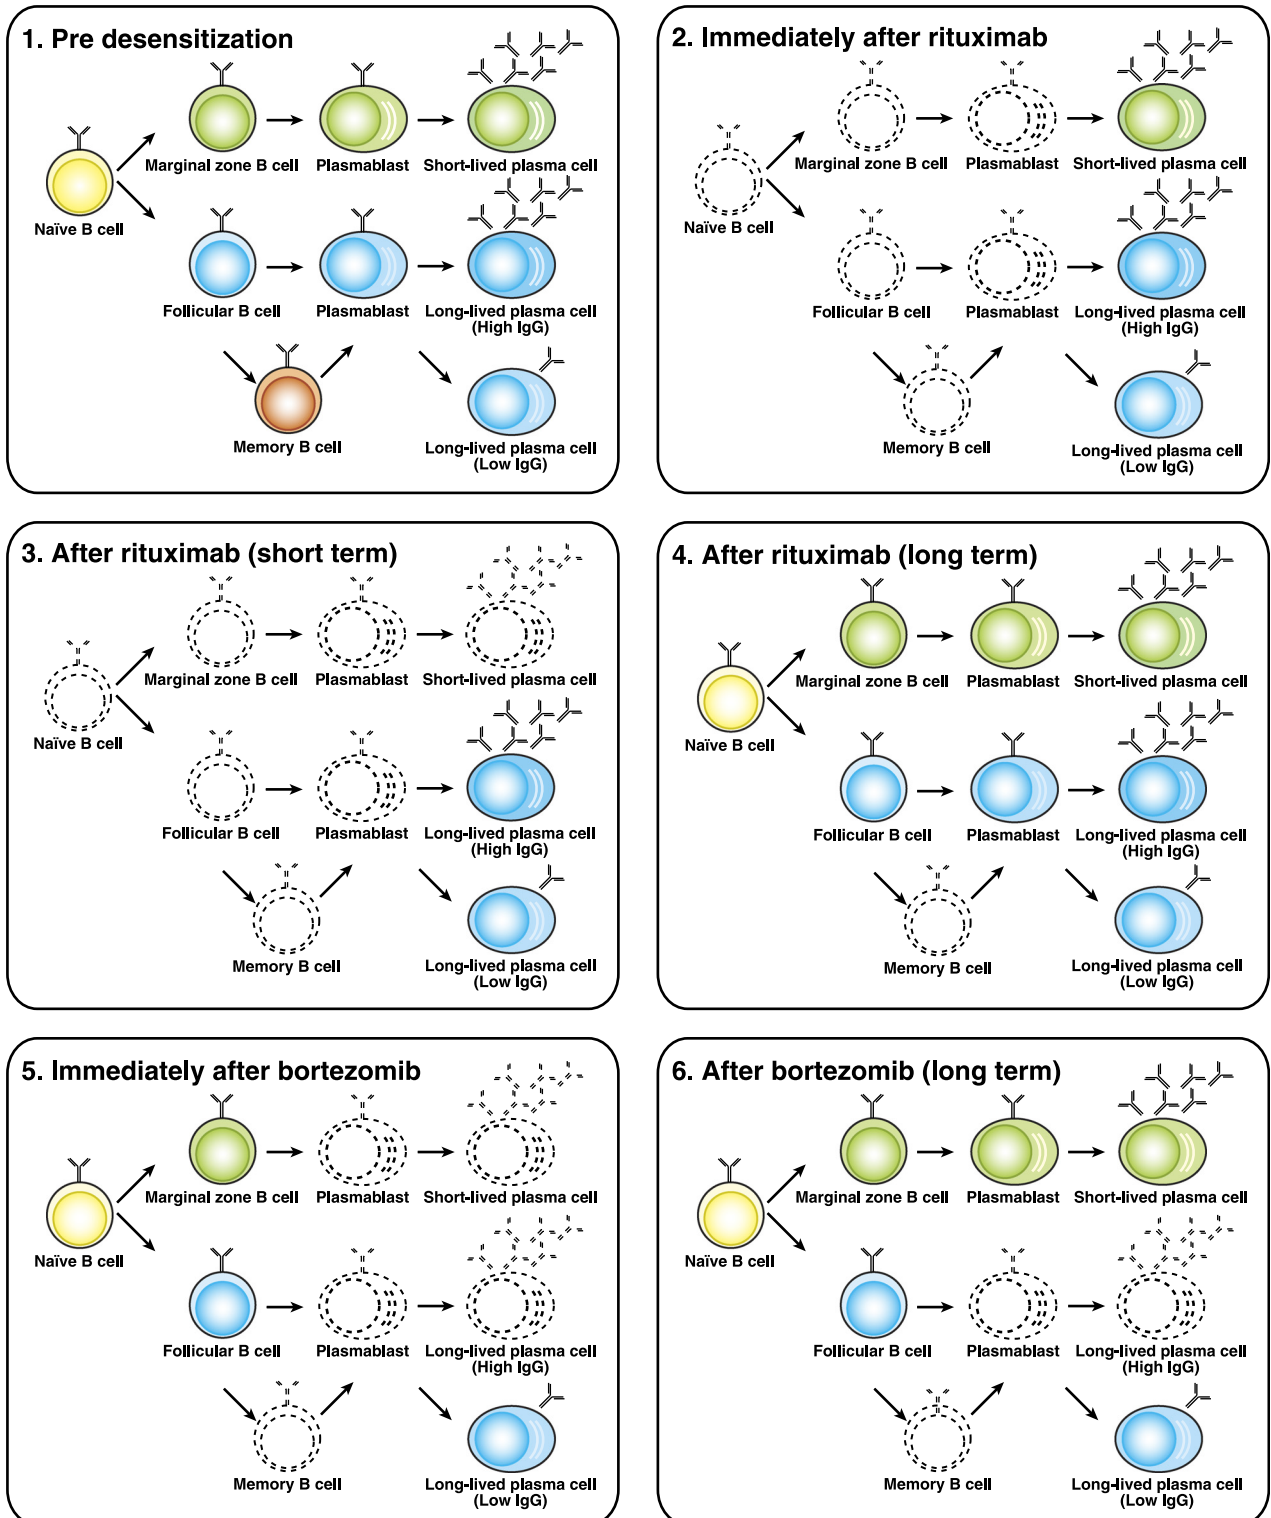 1. Pre desensitization
Marginal zone B cell
Plasmablast
Short-lived plasma cell
Naïve B cell
Follicular B cell
Plasmablast
Long-lived plasma cell
(High IgG)
Memory B cell
Long-lived plasma cell
(Low IgG)
2. Immediately after rituximab
Marginal zone B cell
Plasmablast
Short-lived plasma cell
Naïve B cell
Follicular B cell
Plasmablast
Long-lived plasma cell
(High IgG)
Memory B cell
Long-lived plasma cell
(Low IgG)
3. After rituximab (short term)
Marginal zone B cell
Plasmablast
Short-lived plasma cell
Naïve B cell
Follicular B cell
Plasmablast
Long-lived plasma cell
(High IgG)
Memory B cell
Long-lived plasma cell
(Low IgG)
4. After rituximab (long term)
Marginal zone B cell
Plasmablast
Short-lived plasma cell
Naïve B cell
Follicular B cell
Plasmablast
Long-lived plasma cell
(High IgG)
Memory B cell
Long-lived plasma cell
(Low IgG)
5. Immediately after bortezomib
Marginal zone B cell
Plasmablast
Short-lived plasma cell
Naïve B cell
Follicular B cell
Plasmablast
Long-lived plasma cell
(High IgG)
Memory B cell
Long-lived plasma cell
(Low IgG)
6. After bortezomib (long term)
Marginal zone B cell
Plasmablast
Short-lived plasma cell
Naïve B cell
Follicular B cell
Plasmablast
Long-lived plasma cell
(High IgG)
Memory B cell
Long-lived plasma cell
(Low IgG)